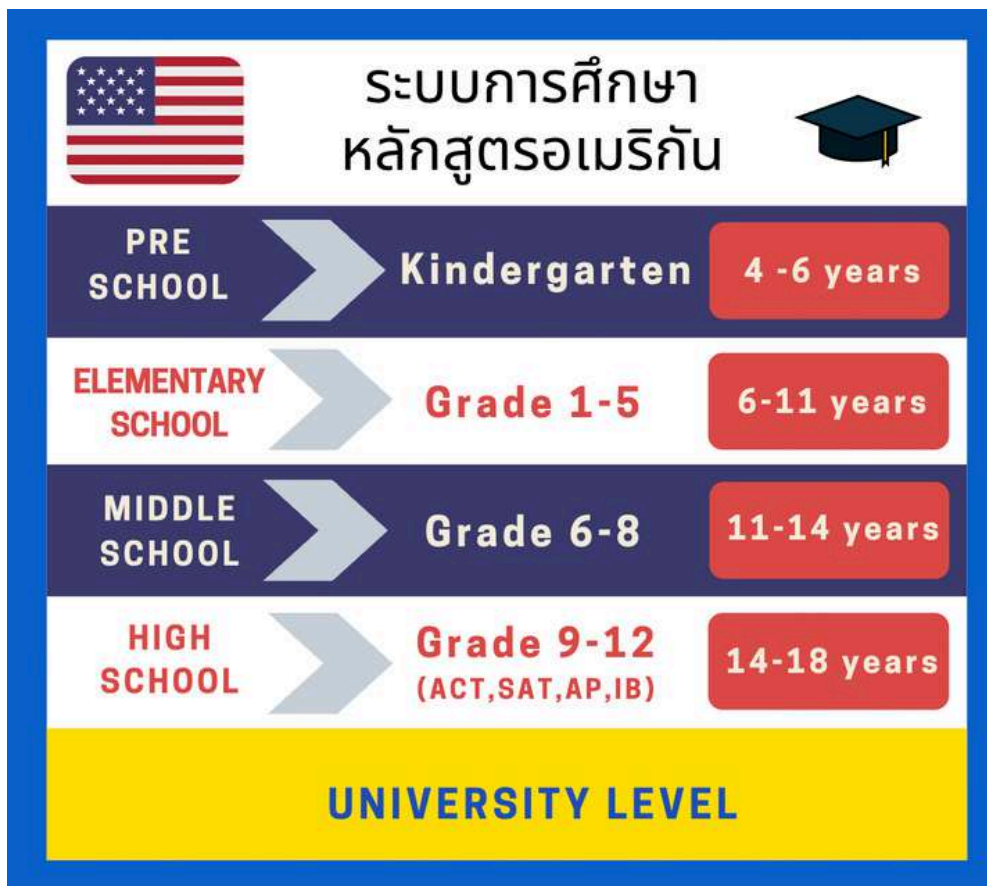 ระบบการศึกษา
หลักสูตรอเมริกัน
PRE
SCHOOL
Kindergarten
4 -6 years
ELEMENTARY
SCHOOL
Grade 1-5
6-11 years
MIDDLE
SCHOOL
Grade 6-8
11-14 years
HIGH
SCHOOL
Grade 9-12
(ACT,SAT,AP,IB)
14-18 years
UNIVERSITY LEVEL